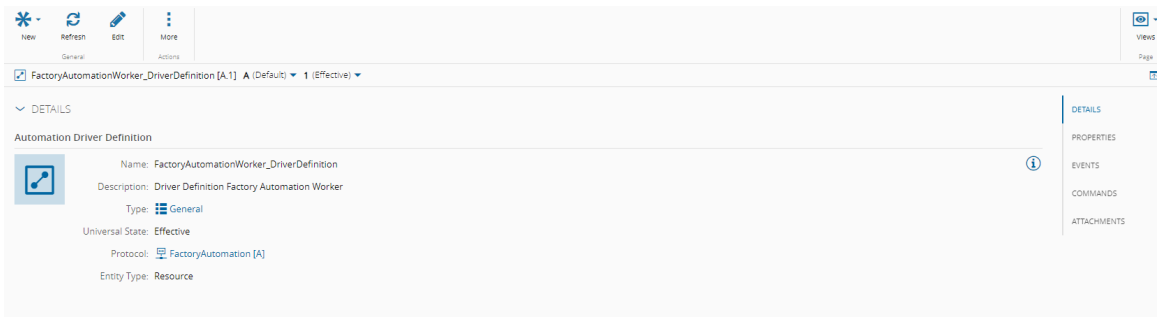 New
Refresh
Edit
More
Views
General
Actions
Page
FactoryAutomationWorker_DriverDefinition [A.1] A (Default) 1 (Effective)
DETAILS
Automation Driver Definition
Name: FactoryAutomationWorker_DriverDefinition
Description: Driver Definition Factory Automation Worker
Type: General
Universal State: Effective
Protocol: FactoryAutomation [A]
Entity Type: Resource
DETAILS
PROPERTIES
EVENTS
COMMANDS
ATTACHMENTS